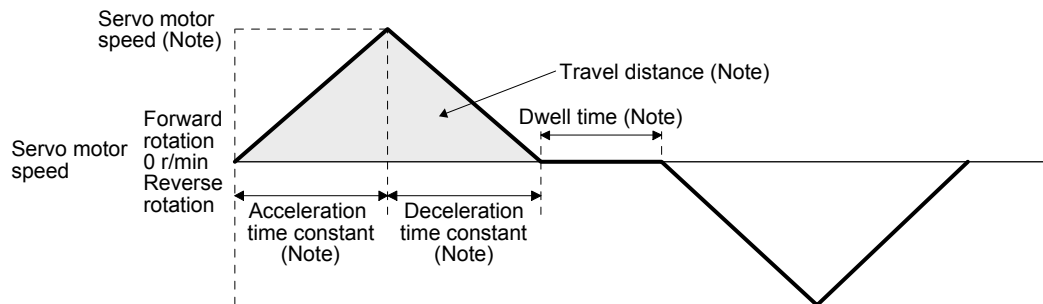 Servo motor
speed (Note)
Travel distance (Note)
Dwell time (Note)
Forward
rotation
0 r/min
Reverse
rotation
Servo motor
speed
Acceleration
time constant
(Note)
Deceleration
time constant
(Note)